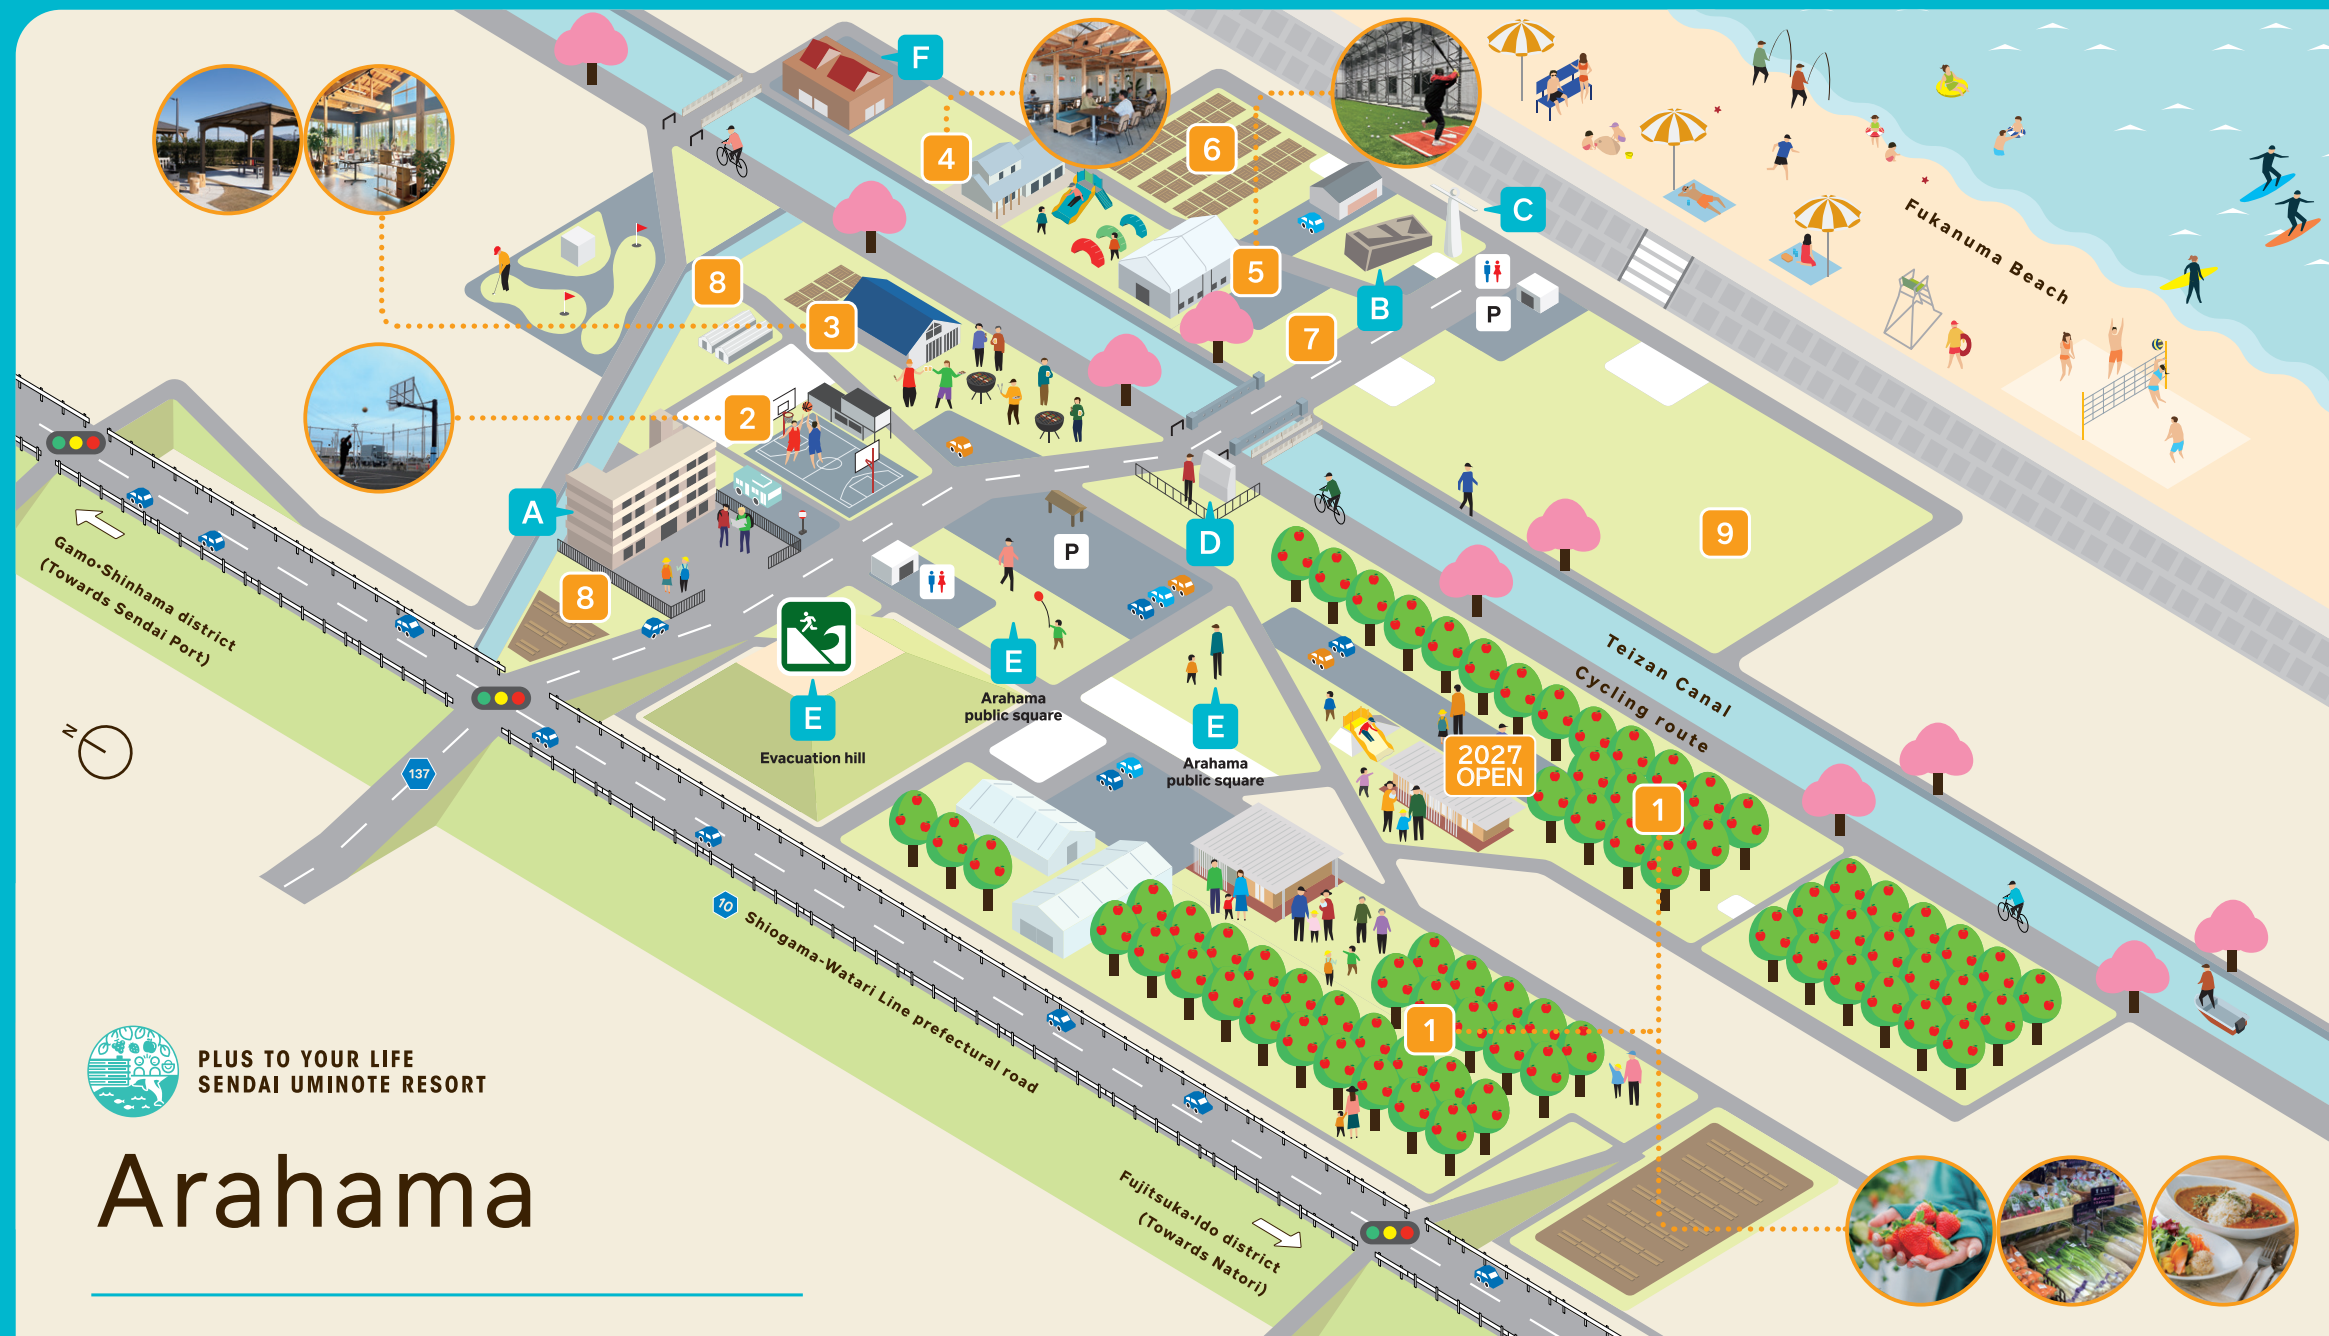 F
4
6
C
Fukanuma Beach
8
5
B
P
3
7
2
A
D
P
9
Gamo·Shinhama district
(Towards Sendai Port)
8
E
Arahama
public square
E
Evacuation hill
E
Arahama
public square
Teizan Canal
Cycling route
N
137
2027
OPEN
1
10
Shiogama-Watari Line prefectural road
1
PLUS TO YOUR LIFE
SENDAI UMINOTE RESORT
Arahama
Fujitsuka·Ido district
(Towards Natori)